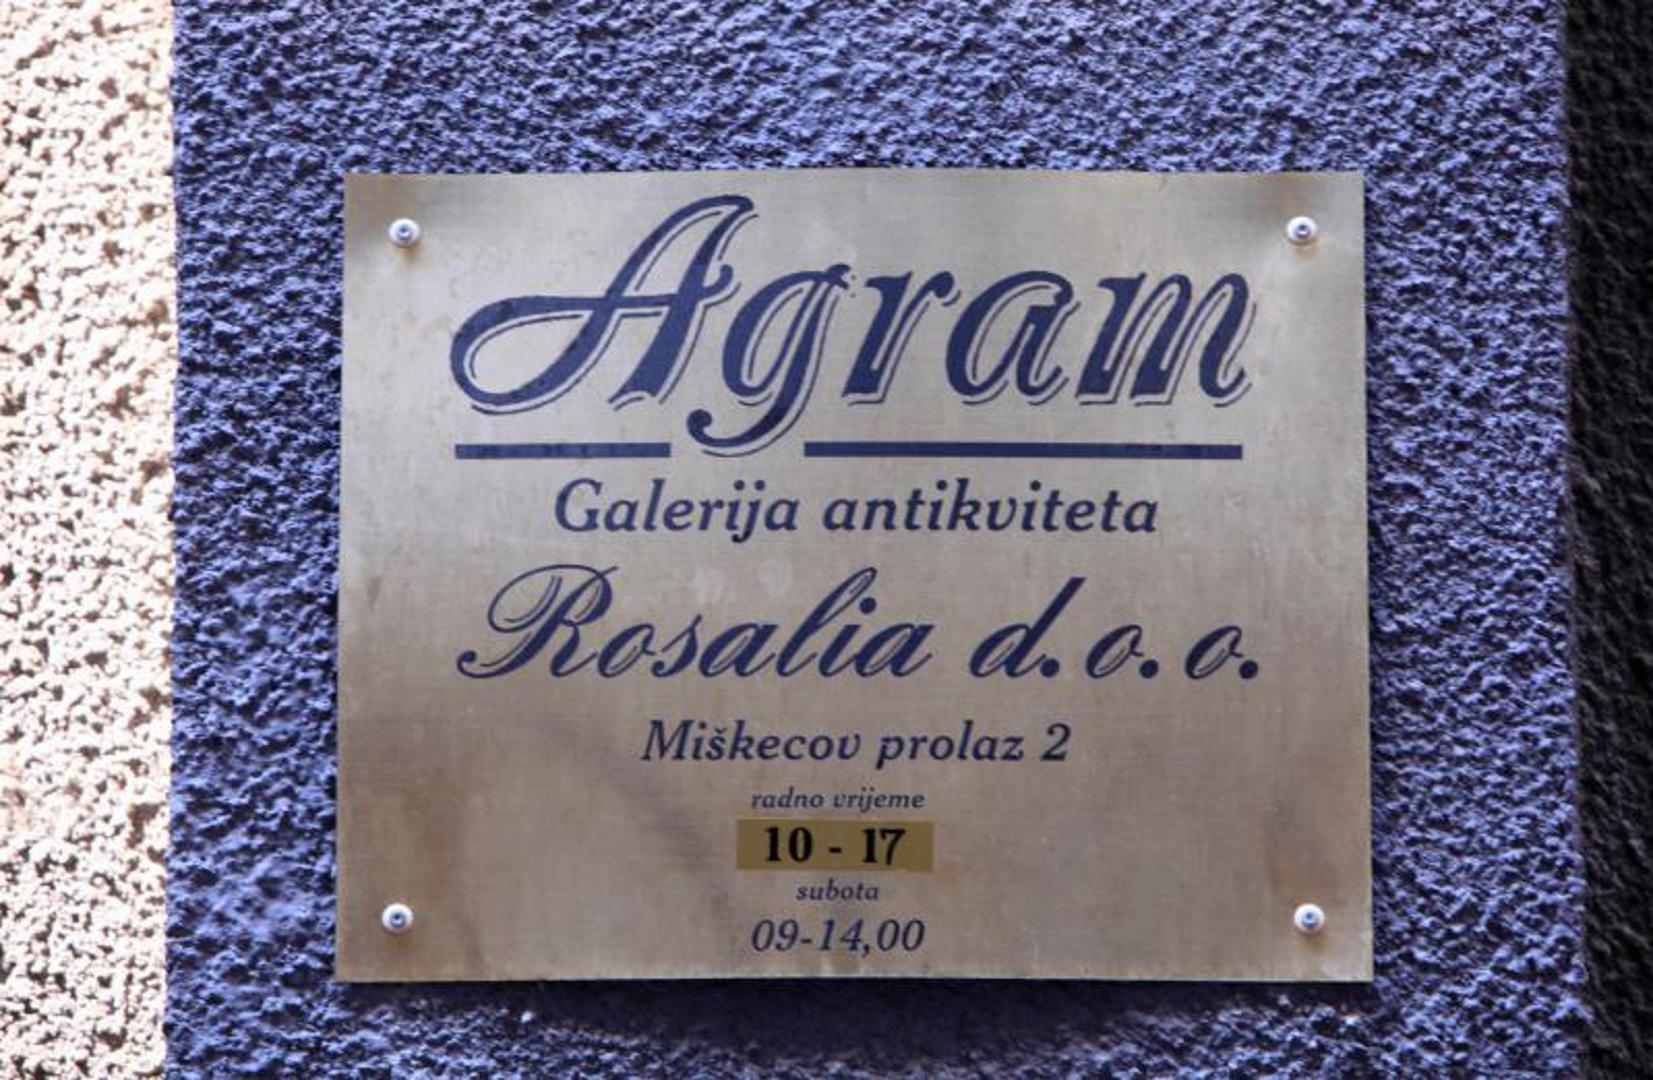 Agram
Galerija antikviteta
Rosalia d.o.o.
Miškecov prolaz 2
radno vrijeme
10 - 17
subota
09-14,00